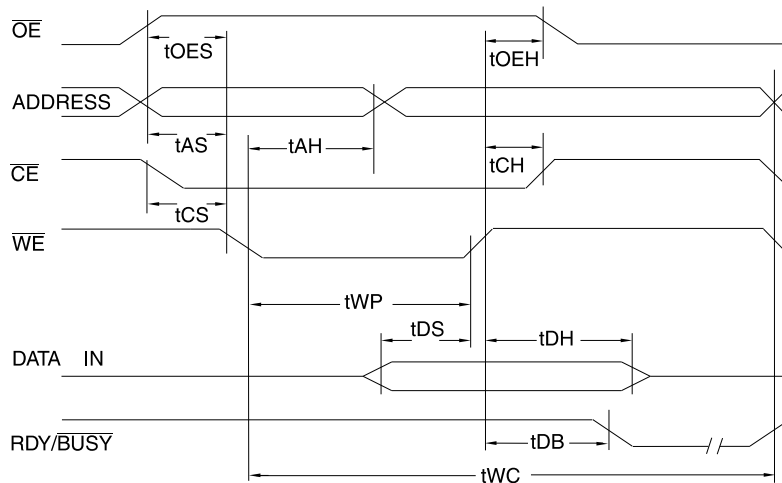 OE
tOES
tOEH
ADDRESS
tAS
tAH
tCH
CE
tCS
WE
tWP
tDS
tDH
DATA IN
RDY/BUSY
tDB
tWC